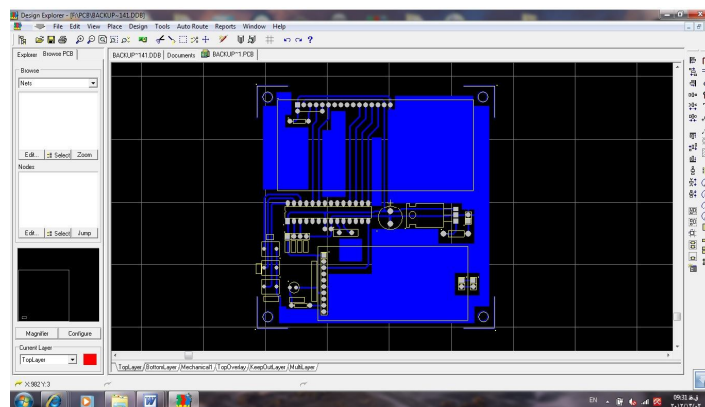 Design Explorer - [F:\PCB\BACKUP~141.DDB]
File Edit View Place Design Tools Auto Route Reports Window Help
Explorer Browse PCB
BACKUP~141.DDB Documents BACKUP~1.PCB
Browse
Nets
Edit... Select Zoom
Nodes
Edit... Select Jump
Magnifier Configure
Current Layer
TopLayer
TopLayer BottomLayer Mechanical1 TopOverlay KeepOutLayer MultiLayer
X:982 Y:3
EN
09:31 ق.ظ